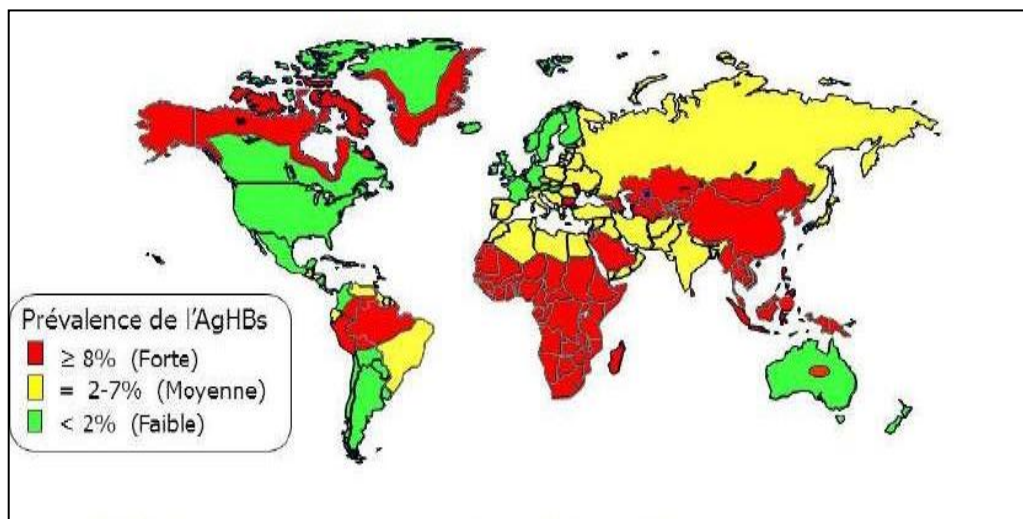 Prévalence de l'AgHBs
≥ 8% (Forte)
= 2-7% (Moyenne)
< 2% (Faible)